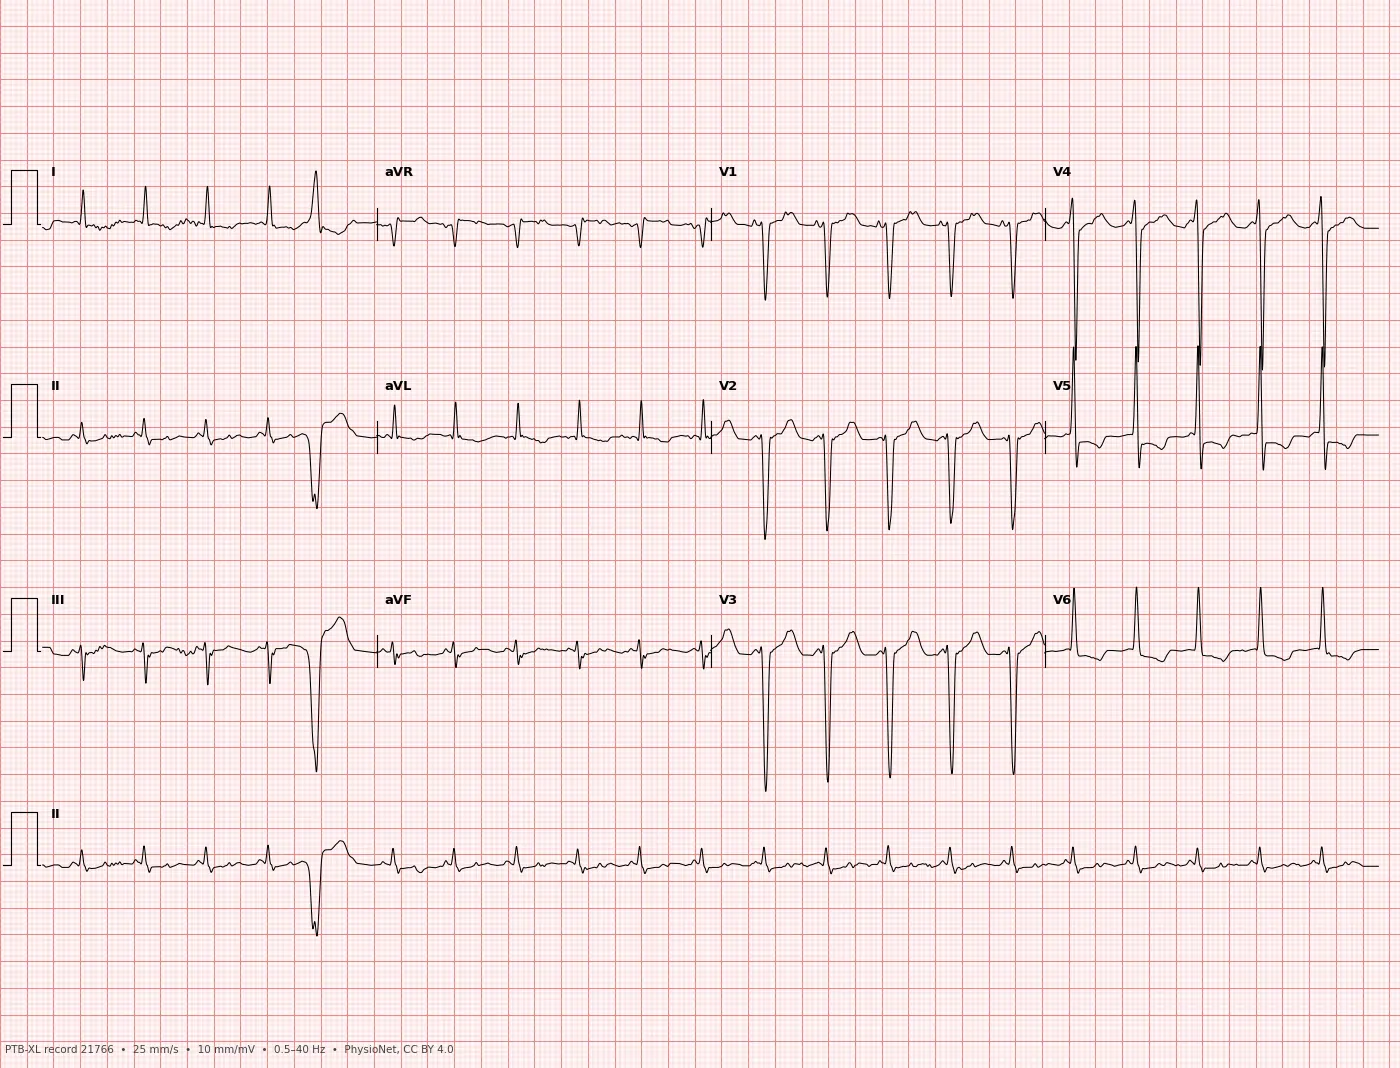 I aVR V1 V4
II aVL V2 V5
III aVF V3 V6
II
PTB-XL record 21766 • 25 mm/s • 10 mm/mV • 0.5–40 Hz • PhysioNet, CC BY 4.0